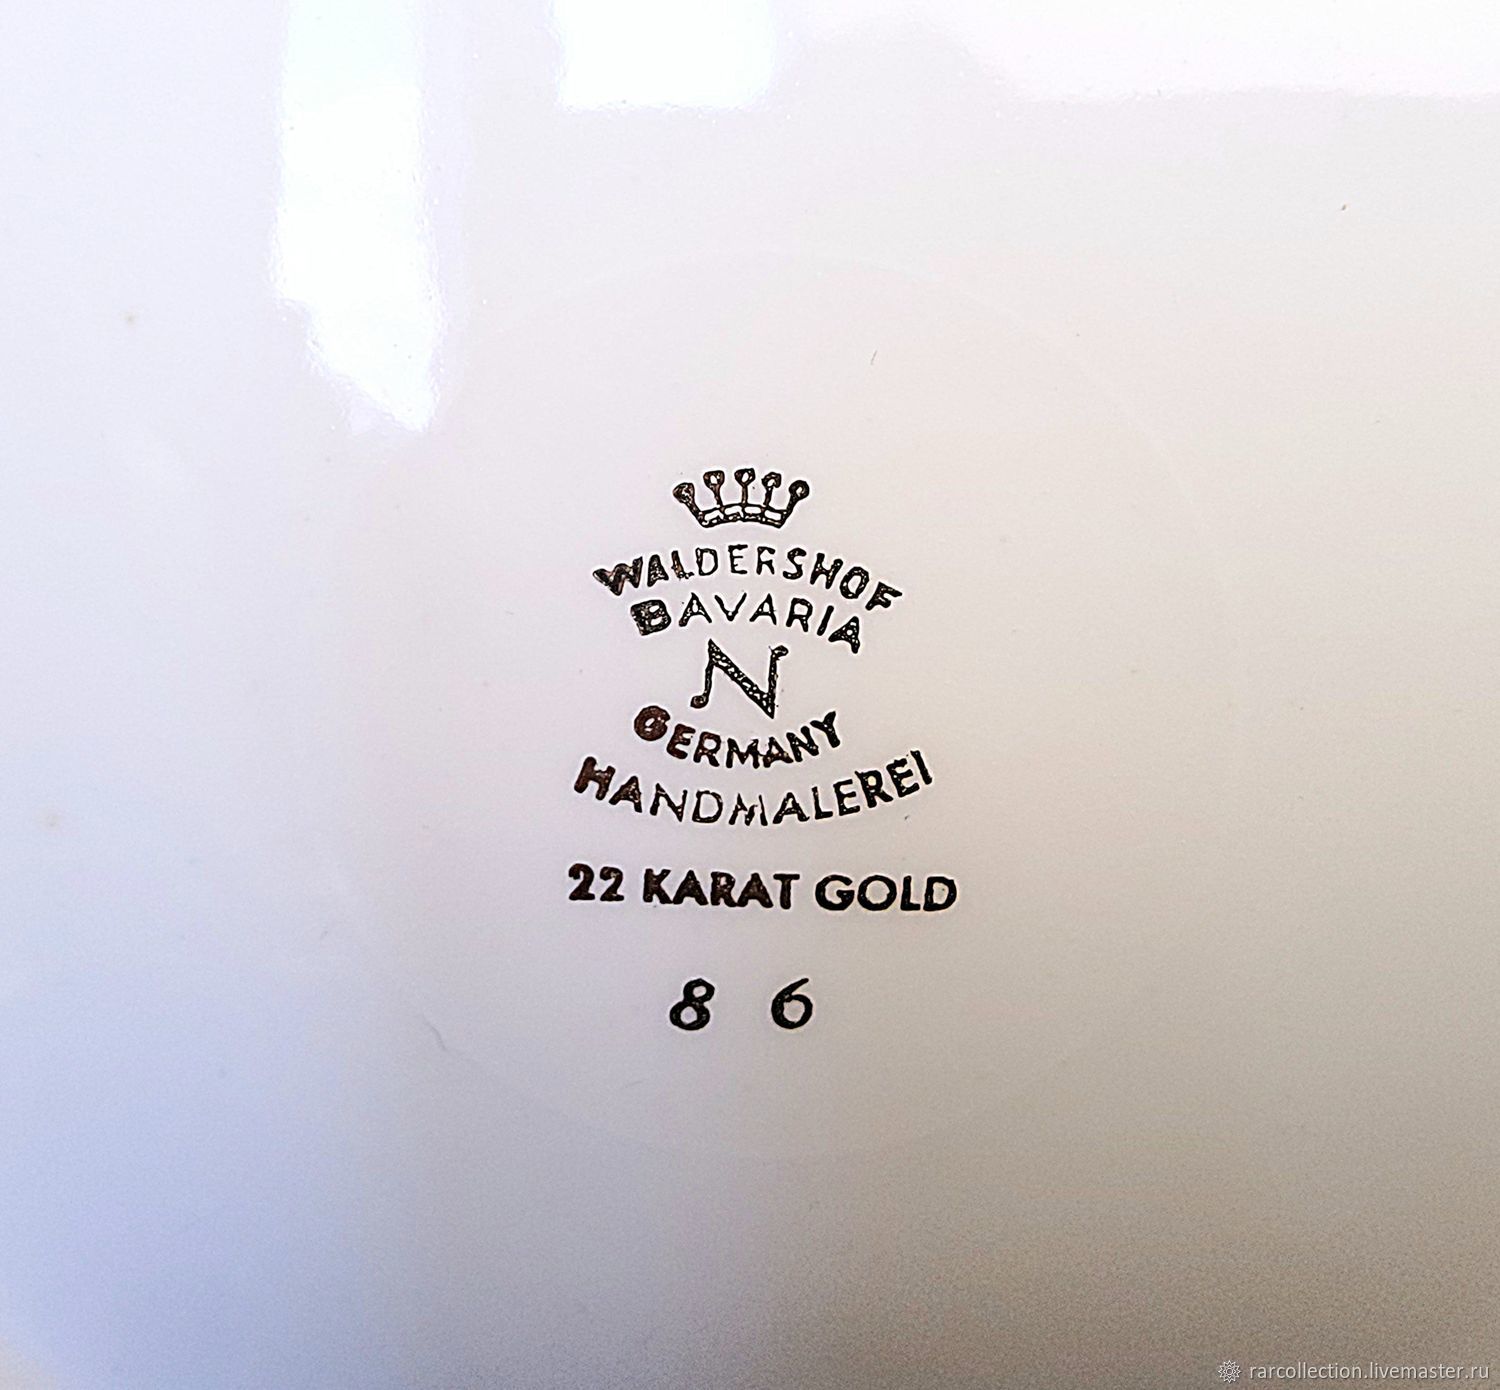 WALDERSHOF
BAVARIA
N
GERMANY
HANDMALEREI
22 KARAT GOLD
8 6
rarcollection.livemaster.ru